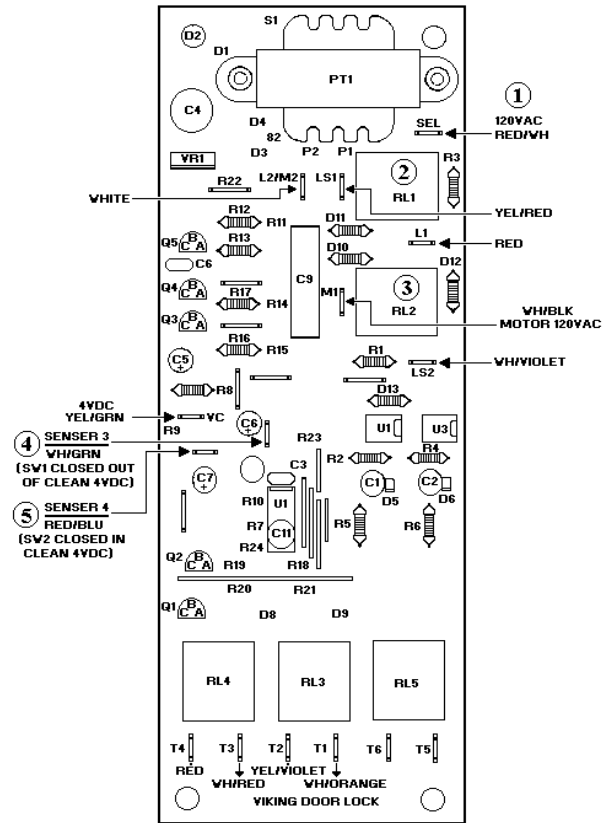 S1
D2
D1
PT1
1
C4
D4
SEL
120VAC
RED/WH
82
D3
P2
P1
VR1
R22
L2/M2
LS1
2
RL1
R3
WHITE
YEL/RED
R12
R11
D11
Q5
B
C A
R13
D10
L1
RED
C6
C9
D12
Q4
B
C A
R17
R14
M1
3
RL2
WH/BLK
MOTOR 120VAC
Q3
B
C A
R16
R15
R1
C5
+
WH/VIOLET
LS2
R8
D13
4VDC
YEL/GRN
VC
R9
C6
+
U1
U3
4
SENSER 3
WH/GRN
(SW1 CLOSED OUT
OF CLEAN 4VDC)
R23
R2
R4
5
SENSER 4
RED/BLU
(SW2 CLOSED IN
CLEAN 4VDC)
+
C7
C3
C1
+
D5
C2
+
D6
R10
U1
R7
C11
R5
R6
R24
Q2
B
C A
R19
R18
R20
R21
Q1
B
C A
D8
D9
RL4
RL3
RL5
T4
T3
T2
T1
T6
T5
RED
YEL/VIOLET
WH/RED
WH/ORANGE
VIKING DOOR LOCK